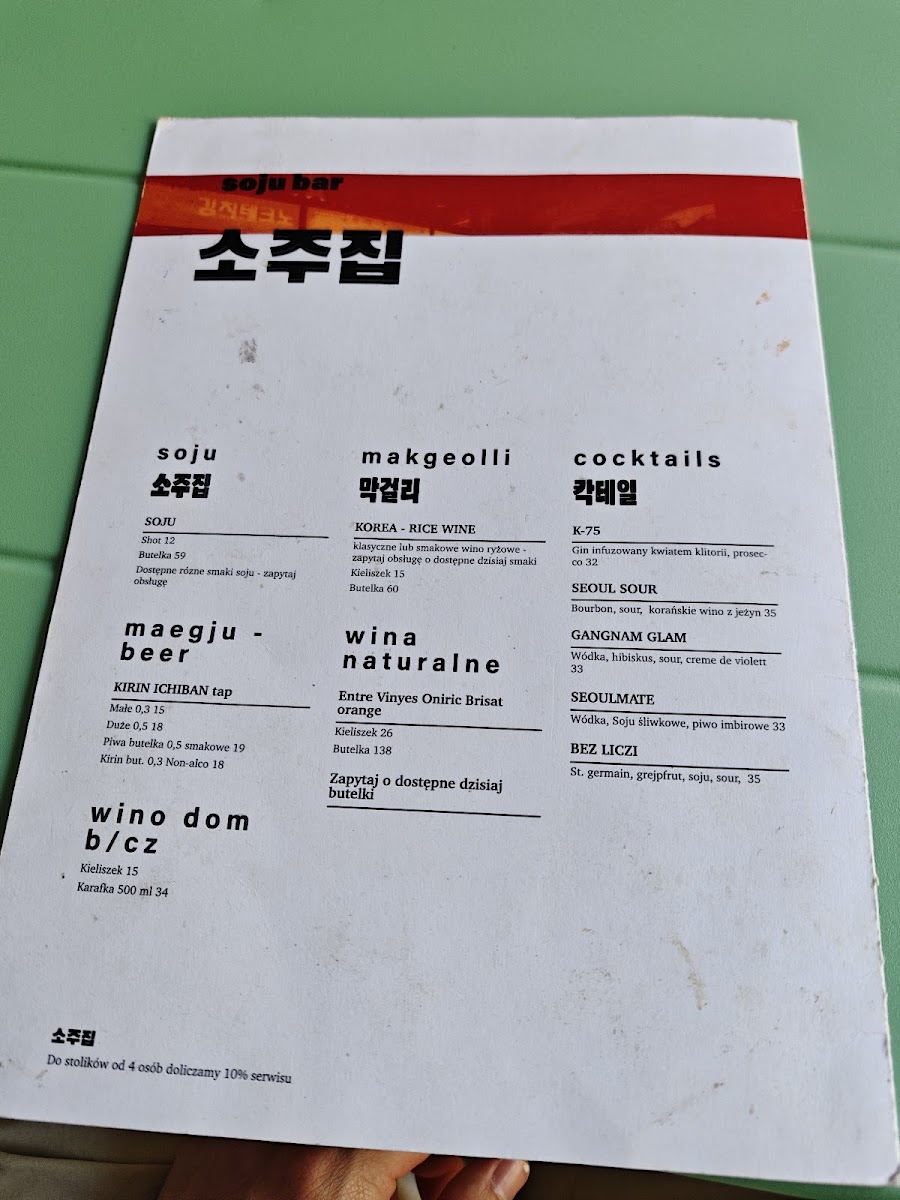 soju bar
김치테크노
소주집
soju
소주집
SOJU
Shot 12
Butelka 59
Dostępne rózne smaki soju - zapytaj
obsługę
maegju -
beer
KIRIN ICHIBAN tap
Małe 0,3 15
Duże 0,5 18
Piwa butelka 0,5 smakowe 19
Kirin but. 0,3 Non-alco 18
wino dom
b/cz
Kieliszek 15
Karafka 500 ml 34
makgeolli
막걸리
KOREA - RICE WINE
klasyczne lub smakowe wino ryżowe -
zapytaj obsługę o dostępne dzisiaj smaki
Kieliszek 15
Butelka 60
wina
naturalne
Entre Vinyes Oniric Brisat
orange
Kieliszek 26
Butelka 138
Zapytaj o dostępne dzisiaj
butelki
cocktails
칵테일
K-75
Gin infuzowany kwiatem klitorii, prosec-
co 32
SEOUL SOUR
Bourbon, sour, korańskie wino z jeżyn 35
GANGNAM GLAM
Wódka, hibiskus, sour, creme de violett
33
SEOULMATE
Wódka, Soju śliwkowe, piwo imbirowe 33
BEZ LICZI
St. germain, grejpfrut, soju, sour, 35
소주집
Do stolików od 4 osób doliczamy 10% serwisu